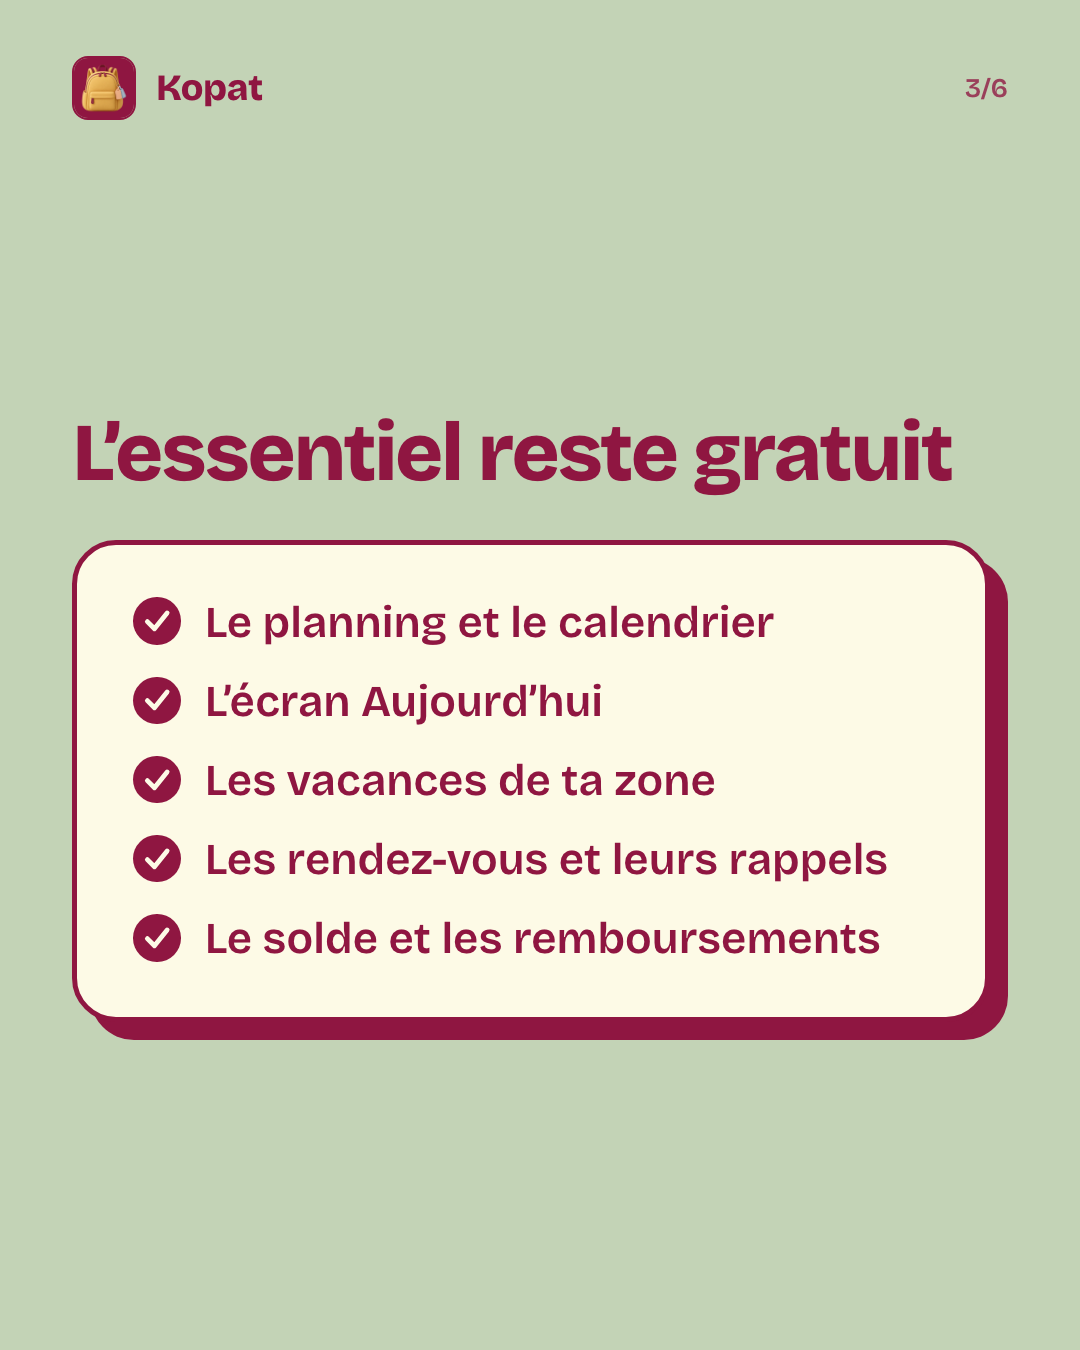 Kopat
3/6
L’essentiel reste gratuit
Le planning et le calendrier
L’écran Aujourd’hui
Les vacances de ta zone
Les rendez-vous et leurs rappels
Le solde et les remboursements